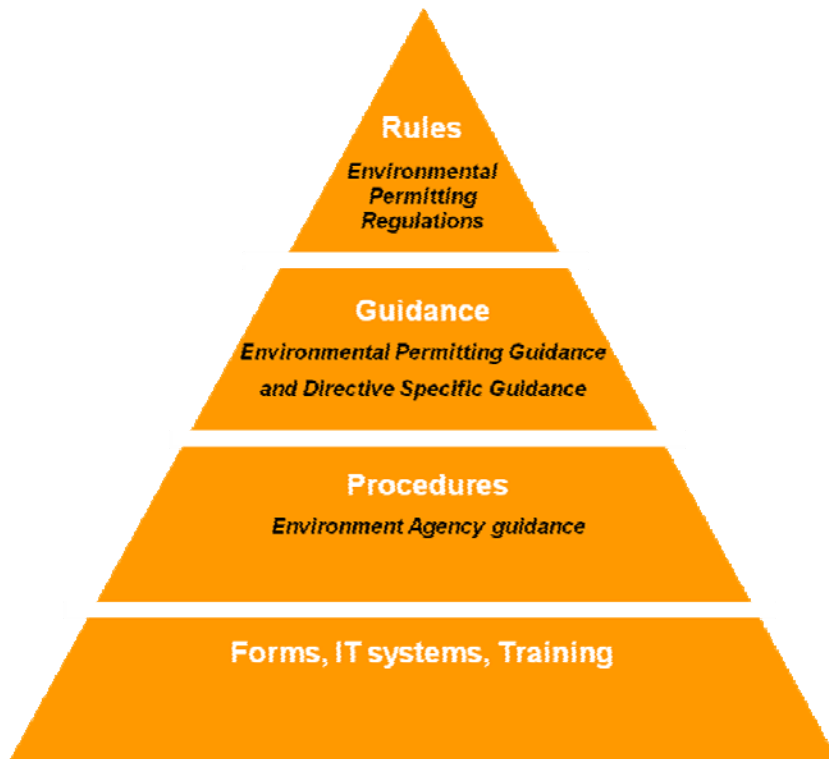 Rules
Environmental
Permitting
Regulations
Guidance
Environmental Permitting Guidance
and Directive Specific Guidance
Procedures
Environment Agency guidance
Forms, IT systems, Training